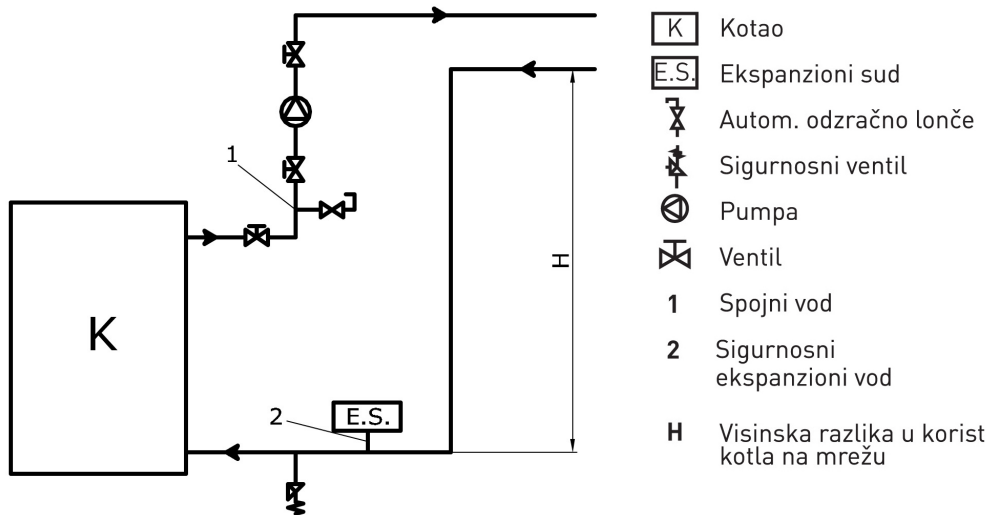 1
K
2
E.S.
H
K Kotao
E.S. Ekspanzioni sud
Autom. odzračno lonče
Sigurnosni ventil
Pumpa
Ventil
1 Spojni vod
2 Sigurnosni
ekspanzioni vod
H Visinska razlika u korist
kotla na mrežu